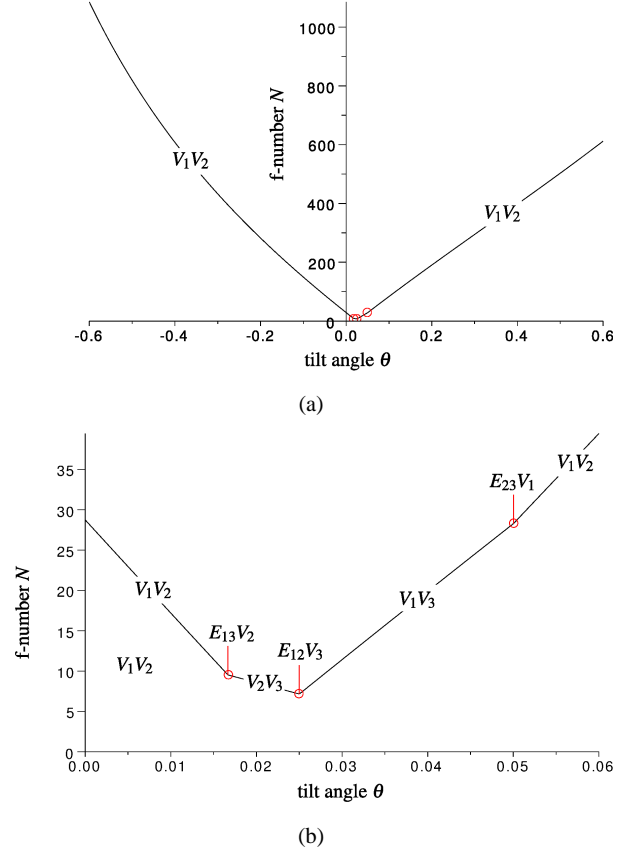 1000
800
600
400
200
0
f-number N
V₁V₂
V₁V₂
-0.6 -0.4 -0.2 0.0 0.2 0.4 0.6
tilt angle θ
(a)
35
30
25
20
15
10
5
0
f-number N
V₁V₂
E₂₃V₁
V₁V₂
V₁V₃
E₁₃V₂
E₁₂V₃
V₁V₂
V₂V₃
0.00 0.01 0.02 0.03 0.04 0.05 0.06
tilt angle θ
(b)